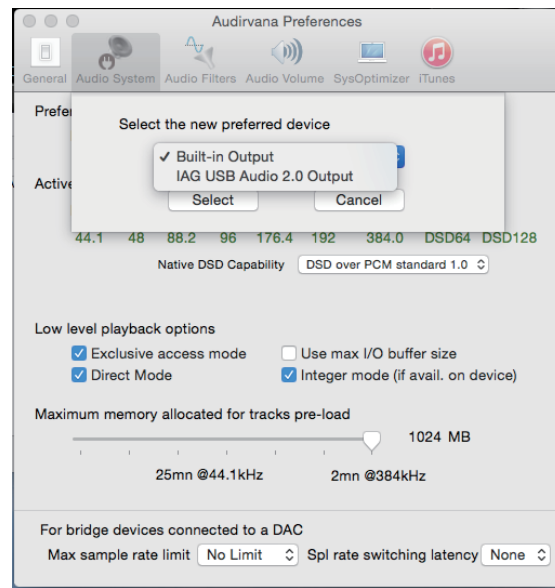 Audirvana Preferences
General Audio System Audio Filters Audio Volume SysOptimizer iTunes
Prefe
Select the new preferred device
✓ Built-in Output
IAG USB Audio 2.0 Output
Active
Select Cancel
44.1 48 88.2 96 176.4 192 384.0 DSD64 DSD128
Native DSD Capability DSD over PCM standard 1.0
Low level playback options
Exclusive access mode Use max I/O buffer size
Direct Mode Integer mode (if avail. on device)
Maximum memory allocated for tracks pre-load
1024 MB
25mn @44.1kHz 2mn @384kHz
For bridge devices connected to a DAC
Max sample rate limit No Limit Spl rate switching latency None